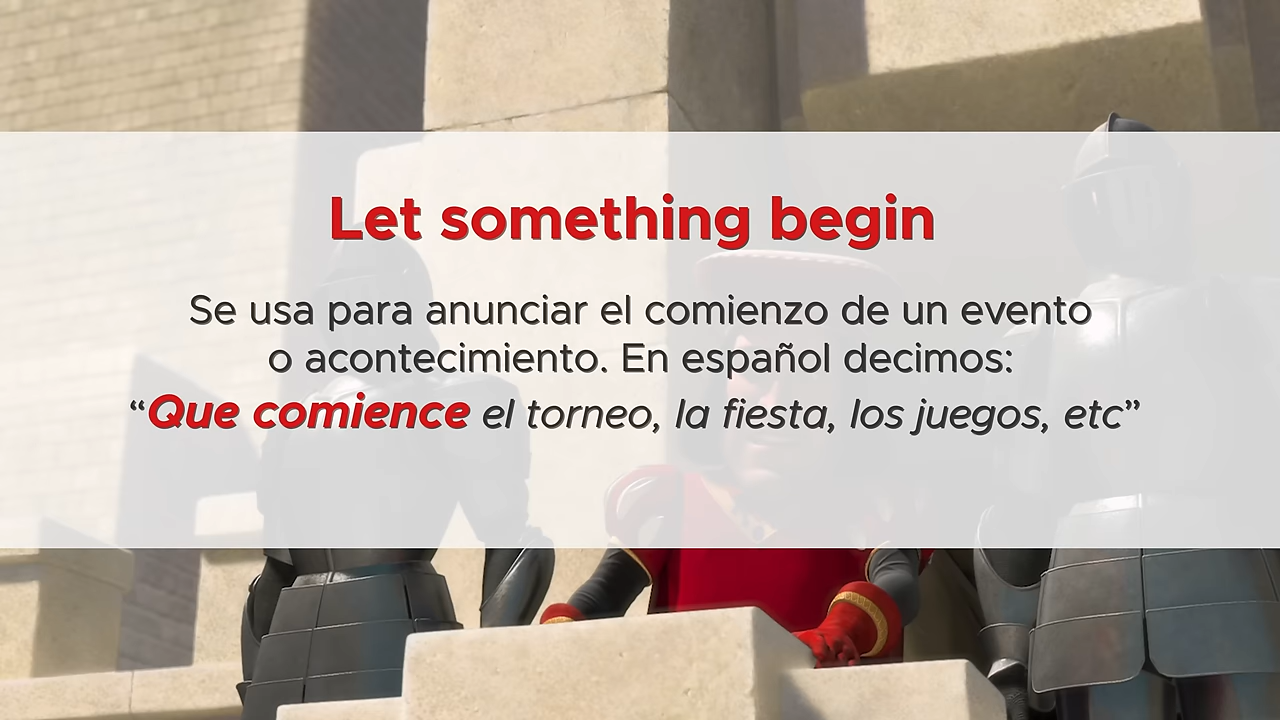 Let something begin
Se usa para anunciar el comienzo de un evento
o acontecimiento. En español decimos:
“Que comience el torneo, la fiesta, los juegos, etc”